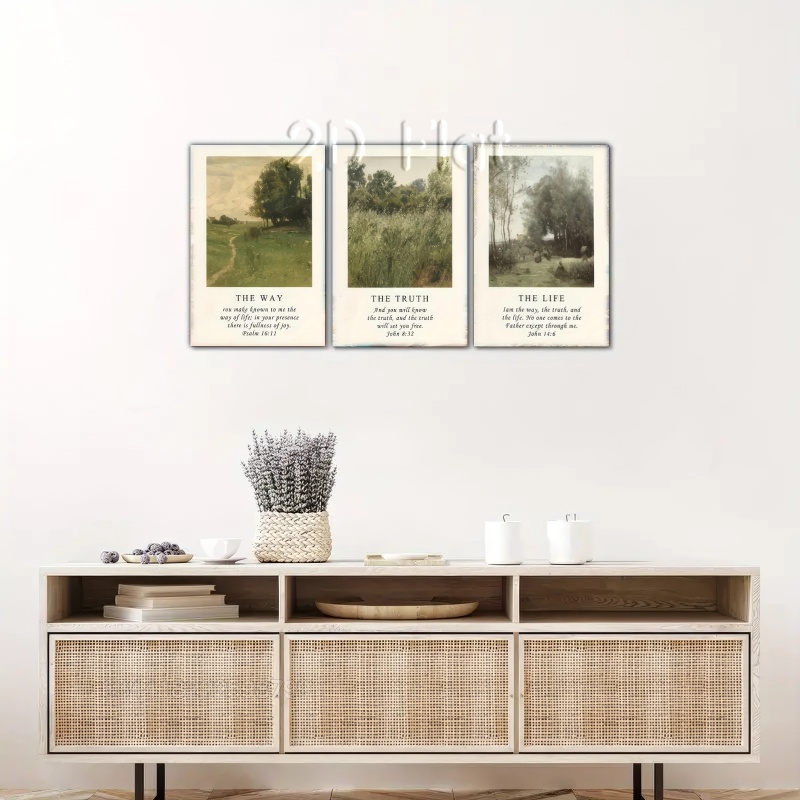 2D Flat
THE WAY
you make known to me the
way of life; in your presence
there is fullness of joy.
Psalm 16:11
THE TRUTH
And you will know
the truth, and the truth
will set you free.
John 8:32
THE LIFE
Iam the way, the truth, and
the life. No one comes to the
Father except through me.
John 14:6